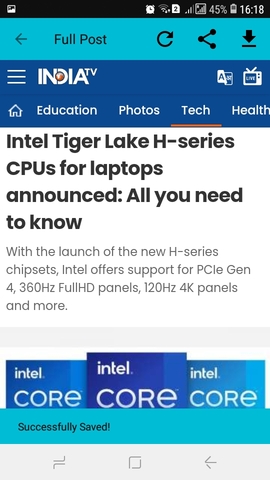 45% 16:18
Full Post
INDIA TV
LIVE
Education Photos Tech Health
Intel Tiger Lake H-series
CPUs for laptops
announced: All you need
to know
With the launch of the new H-series
chipsets, Intel offers support for PCIe Gen
4, 360Hz FullHD panels, 120Hz 4K panels
and more.
intel. intel. intel.
CORE CORE CORE
Successfully Saved!